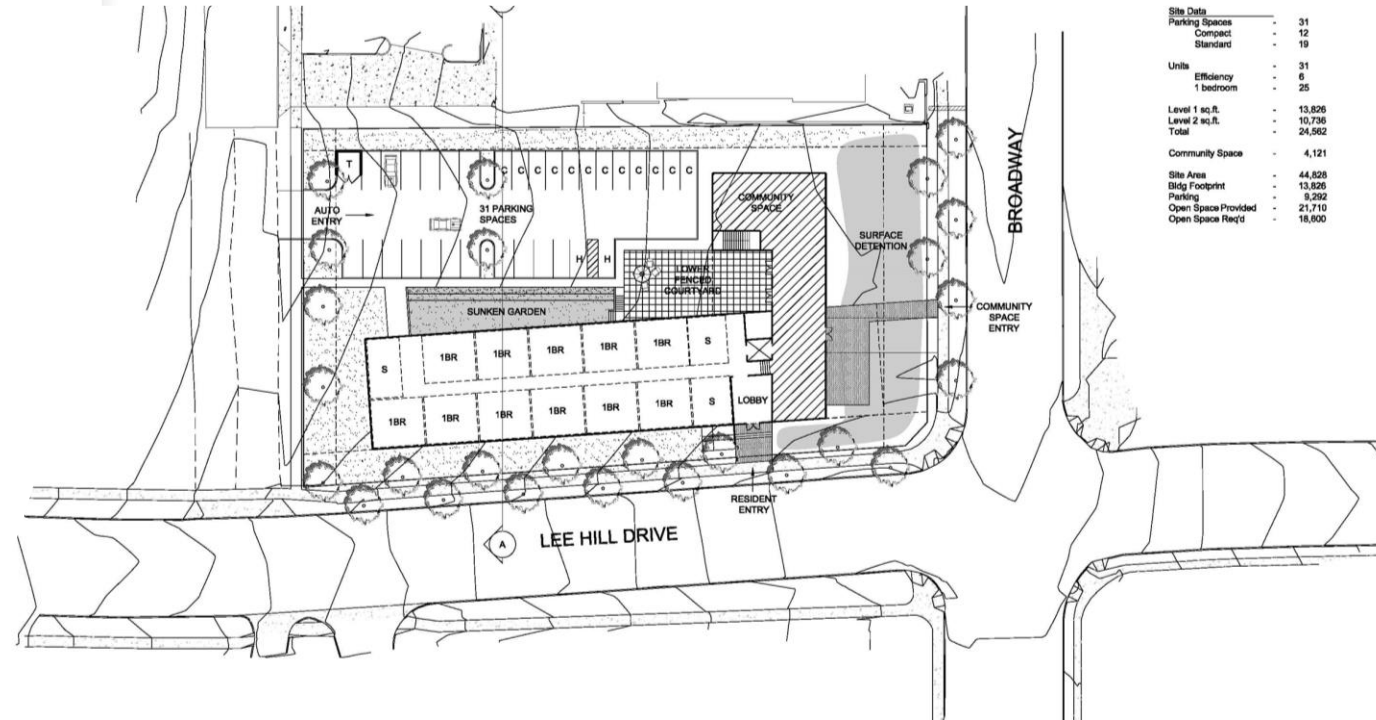 Site Data
Parking Spaces - 31
Compact - 12
Standard - 19
Units - 31
Efficiency - 6
1 bedroom - 25
Level 1 sq.ft. - 13,826
Level 2 sq.ft. - 10,736
Total - 24,562
Community Space - 4,121
Site Area - 44,828
Bldg Footprint - 13,826
Parking - 9,292
Open Space Provided - 21,710
Open Space Req'd - 18,600
T
C C C C C C C C C C C C
AUTO
ENTRY
31 PARKING
SPACES
H H
COMMUNITY
SPACE
SURFACE
DETENTION
BROADWAY
LOWER
FENCED
COURTYARD
SUNKEN GARDEN
COMMUNITY
SPACE
ENTRY
S 1BR 1BR 1BR 1BR 1BR S
1BR 1BR 1BR 1BR 1BR 1BR S LOBBY
RESIDENT
ENTRY
A
LEE HILL DRIVE